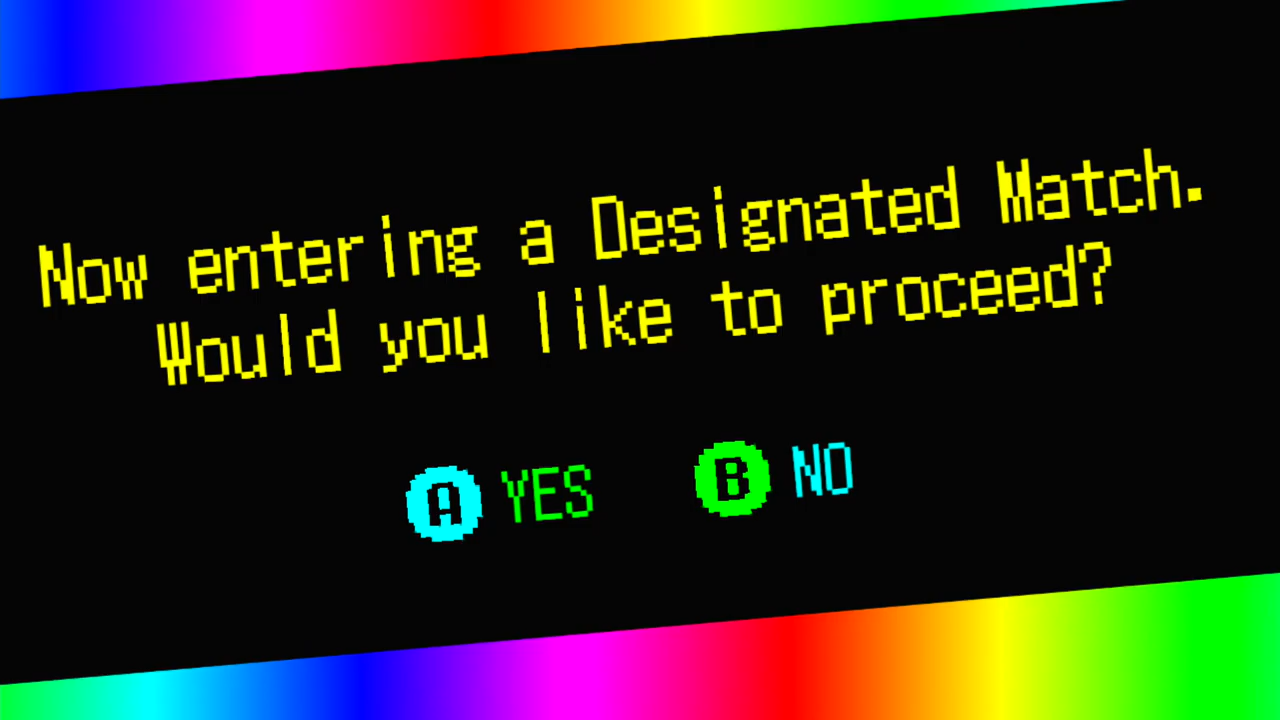 Now entering a Designated Match.
Would you like to proceed?
A YES B NO